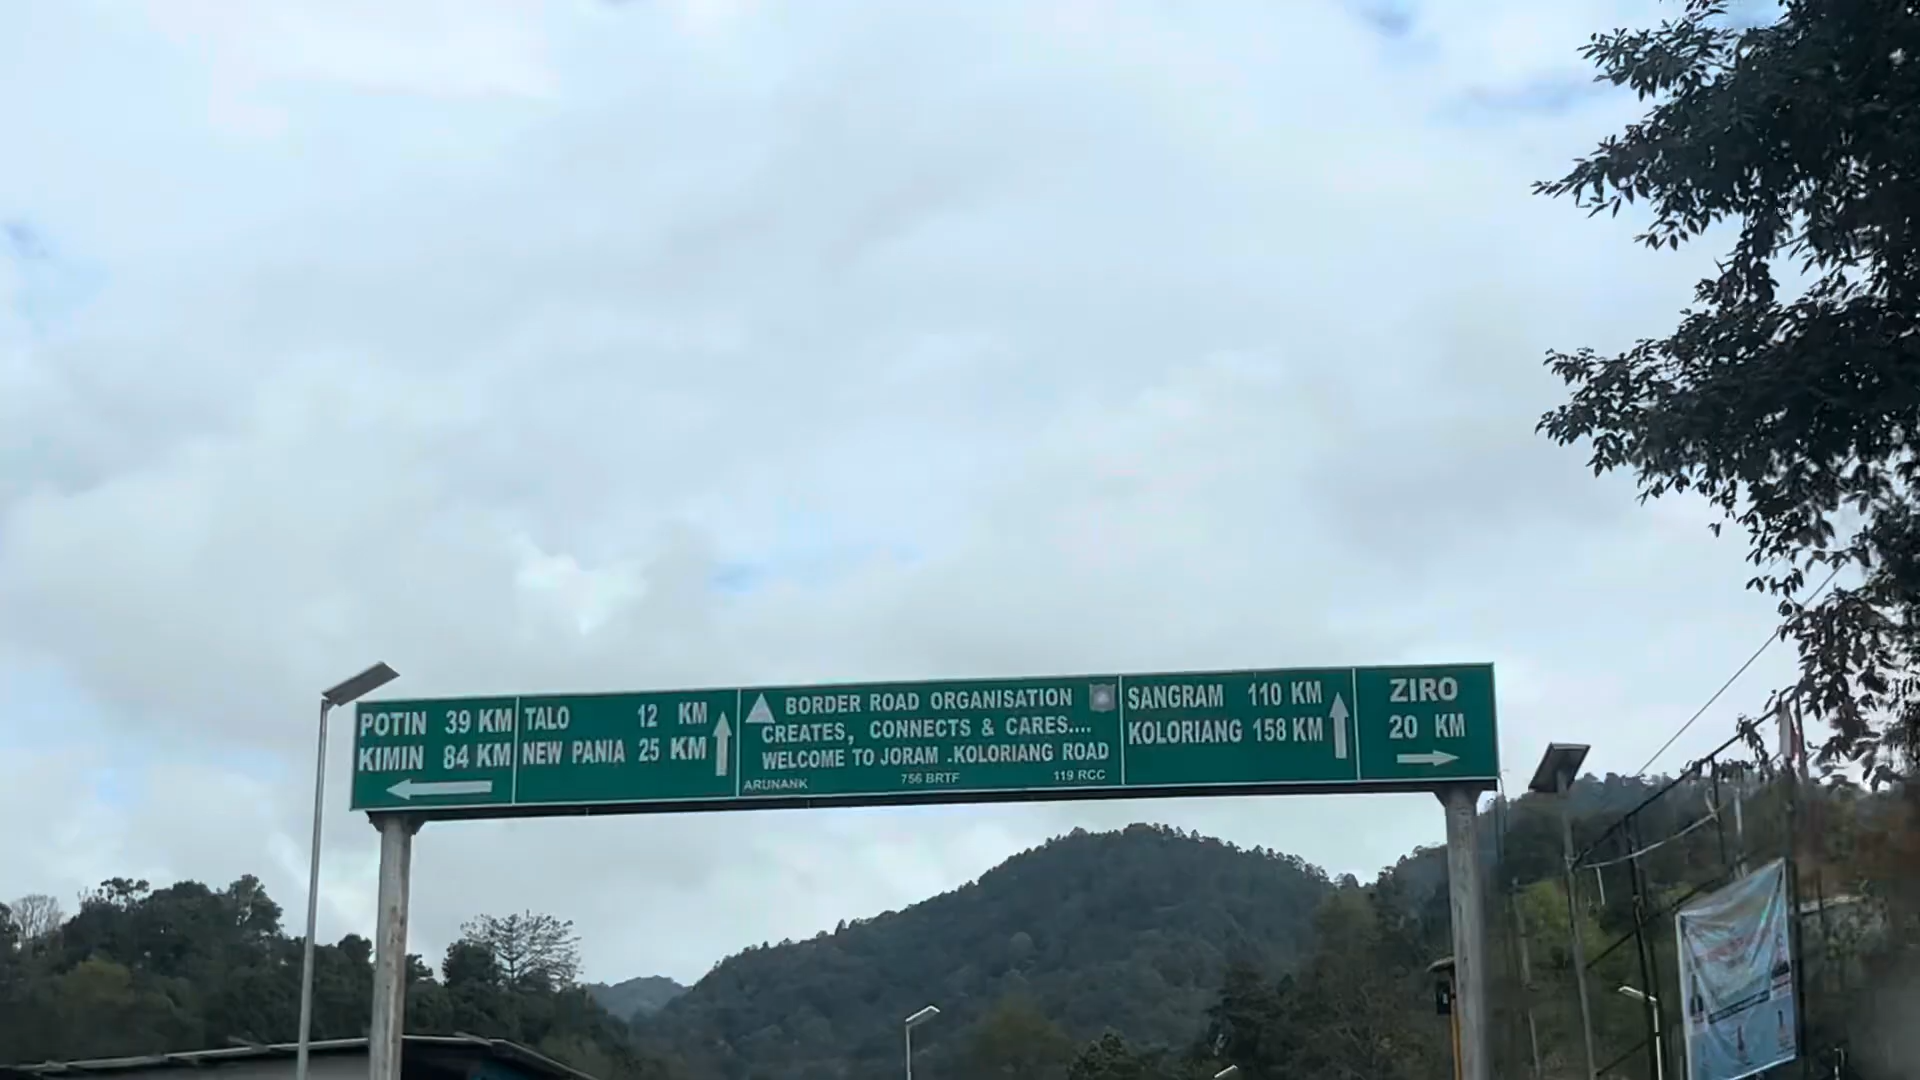 POTIN 39 KM
KIMIN 84 KM
TALO 12 KM
NEW PANIA 25 KM
BORDER ROAD ORGANISATION
CREATES, CONNECTS & CARES....
WELCOME TO JORAM .KOLORIANG ROAD
ARUNANK 756 BRTF 119 RCC
SANGRAM 110 KM
KOLORIANG 158 KM
ZIRO
20 KM